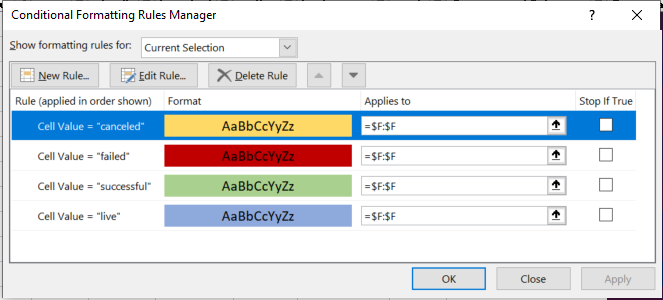 Conditional Formatting Rules Manager ? ×
Show formatting rules for: Current Selection
New Rule... Edit Rule... Delete Rule
Rule (applied in order shown) Format Applies to Stop If True
Cell Value = "canceled" AaBbCcYyZz =$F:$F
Cell Value = "failed" AaBbCcYyZz =$F:$F
Cell Value = "successful" AaBbCcYyZz =$F:$F
Cell Value = "live" AaBbCcYyZz =$F:$F
OK Close Apply